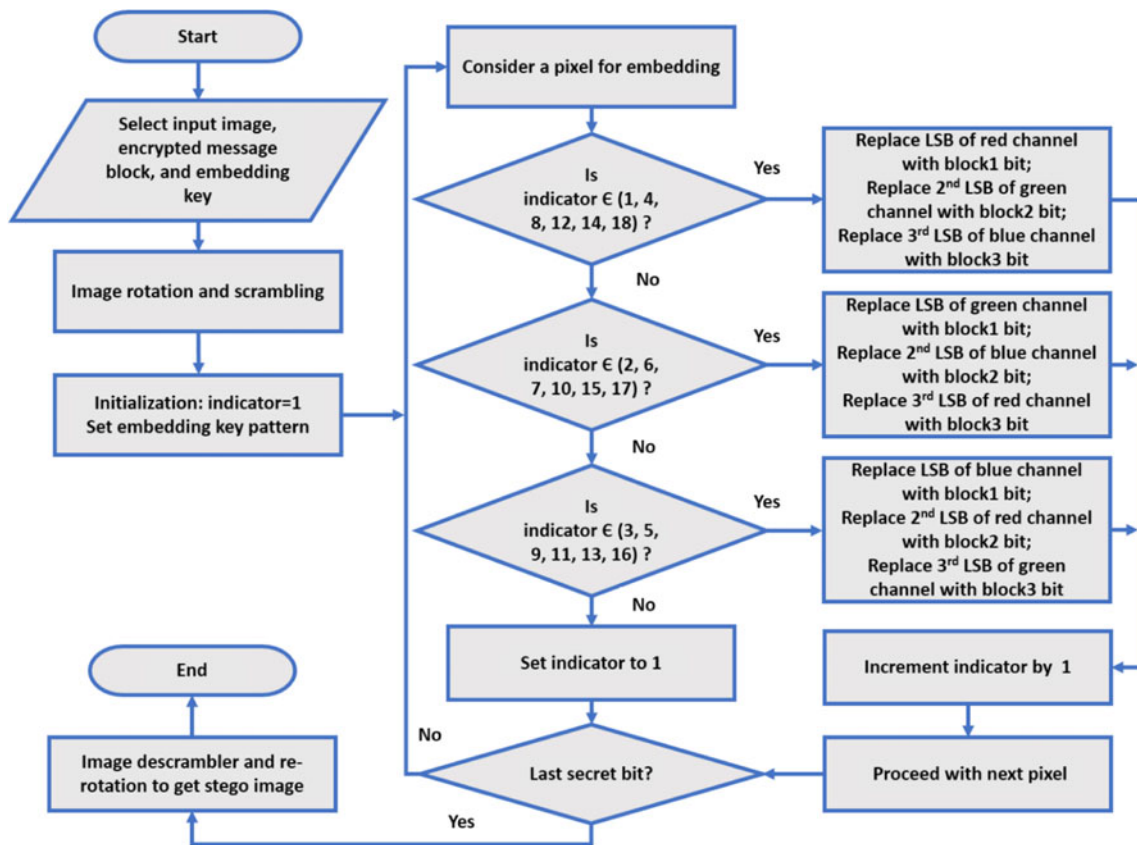 Start
Select input image,
encrypted message
block, and embedding
key
Image rotation and scrambling
Initialization: indicator=1
Set embedding key pattern
Consider a pixel for embedding
Is
indicator Є (1, 4,
8, 12, 14, 18) ?
Yes
Replace LSB of red channel
with block1 bit;
Replace 2nd LSB of green
channel with block2 bit;
Replace 3rd LSB of blue channel
with block3 bit
No
Is
indicator Є (2, 6,
7, 10, 15, 17) ?
Yes
Replace LSB of green channel
with block1 bit;
Replace 2nd LSB of blue channel
with block2 bit;
Replace 3rd LSB of red channel
with block3 bit
No
Is
indicator Є (3, 5,
9, 11, 13, 16) ?
Yes
Replace LSB of blue channel
with block1 bit;
Replace 2nd LSB of red channel
with block2 bit;
Replace 3rd LSB of green
channel with block3 bit
No
Set indicator to 1
Increment indicator by 1
Proceed with next pixel
Last secret bit?
No
Yes
Image descrambler and re-
rotation to get stego image
End